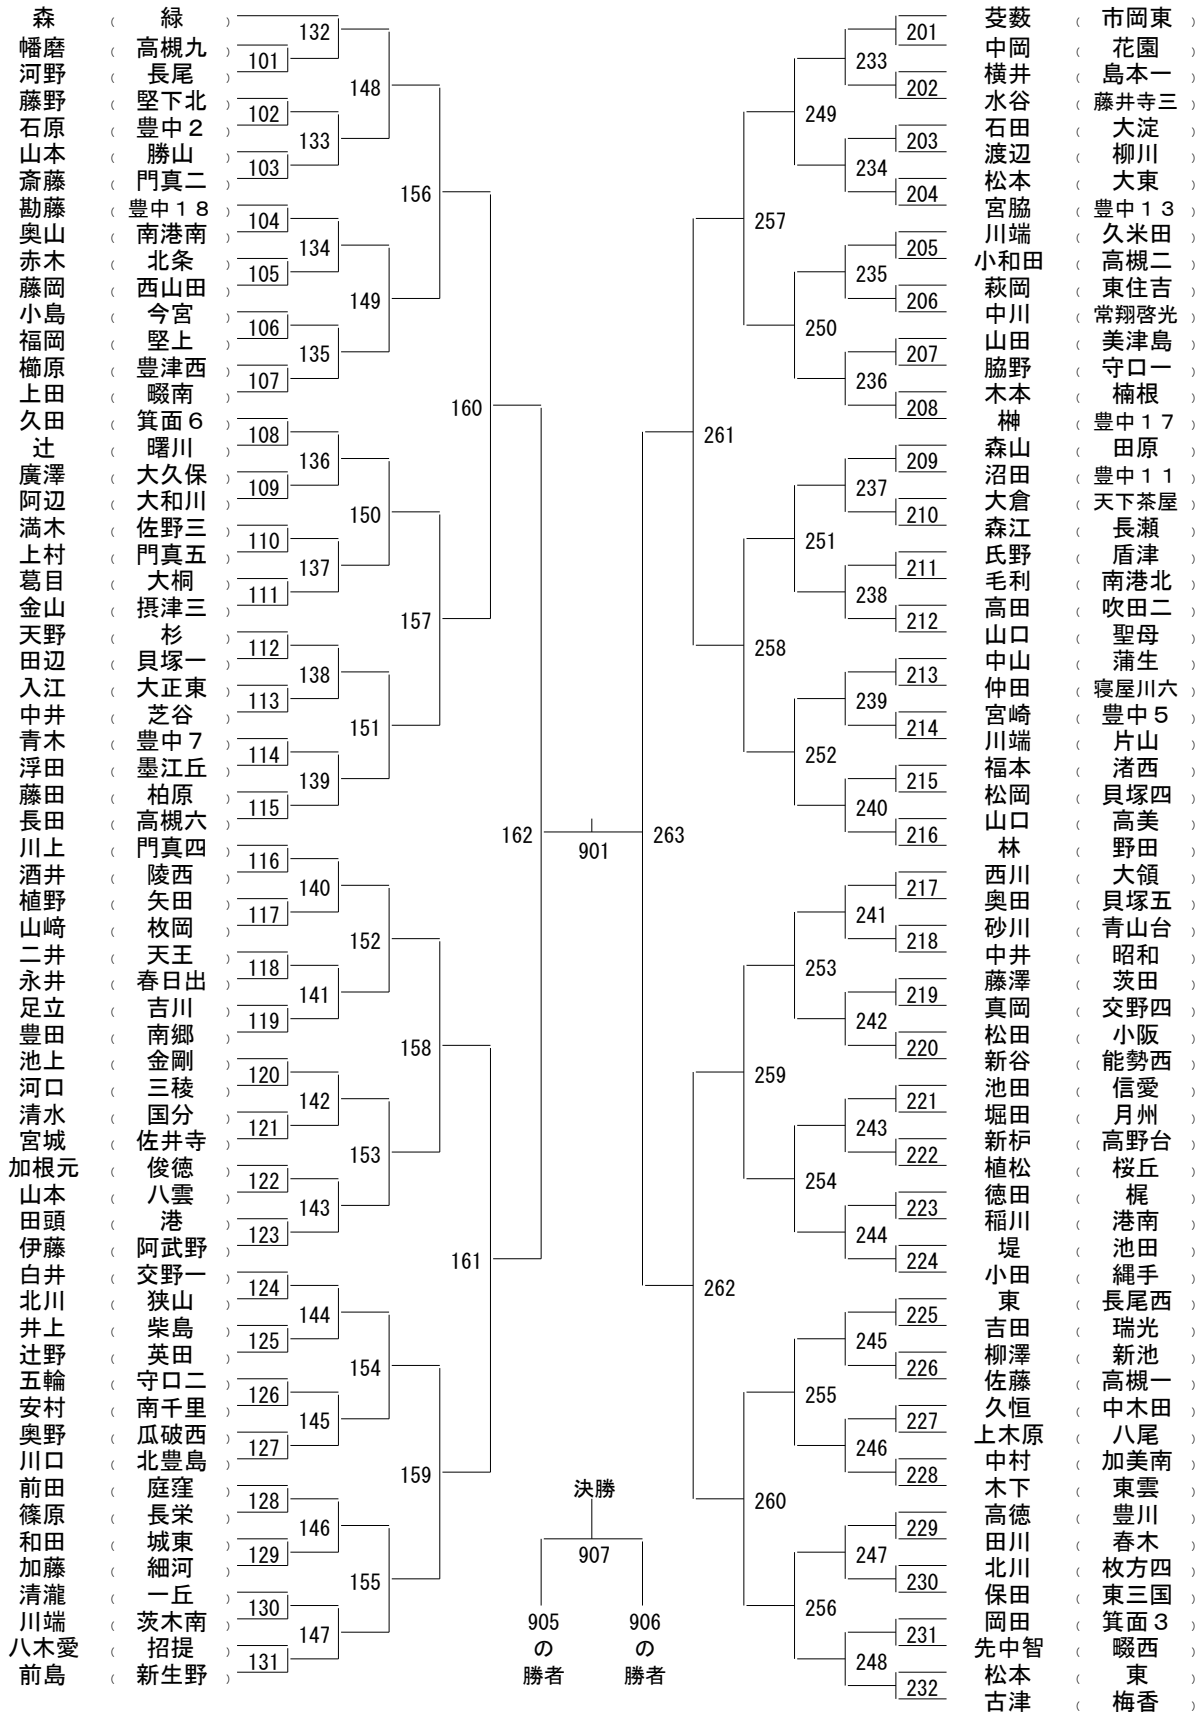 森 （ 緑 ）
幡磨 （ 高槻九 ）
河野 （ 長尾 ）
藤野 （ 堅下北 ）
石原 （ 豊中２ ）
山本 （ 勝山 ）
斎藤 （ 門真二 ）
勘藤 （ 豊中１８ ）
奥山 （ 南港南 ）
赤木 （ 北条 ）
藤岡 （ 西山田 ）
小島 （ 今宮 ）
福岡 （ 堅上 ）
櫛原 （ 豊津西 ）
上田 （ 畷南 ）
久田 （ 箕面６ ）
辻 （ 曙川 ）
廣澤 （ 大久保 ）
阿辺 （ 大和川 ）
満木 （ 佐野三 ）
上村 （ 門真五 ）
葛目 （ 大桐 ）
金山 （ 摂津三 ）
天野 （ 杉 ）
田辺 （ 貝塚一 ）
入江 （ 大正東 ）
中井 （ 芝谷 ）
青木 （ 豊中７ ）
浮田 （ 墨江丘 ）
藤田 （ 柏原 ）
長田 （ 高槻六 ）
川上 （ 門真四 ）
酒井 （ 陵西 ）
植野 （ 矢田 ）
山﨑 （ 枚岡 ）
二井 （ 天王 ）
永井 （ 春日出 ）
足立 （ 吉川 ）
豊田 （ 南郷 ）
池上 （ 金剛 ）
河口 （ 三稜 ）
清水 （ 国分 ）
宮城 （ 佐井寺 ）
加根元 （ 俊徳 ）
山本 （ 八雲 ）
田頭 （ 港 ）
伊藤 （ 阿武野 ）
白井 （ 交野一 ）
北川 （ 狭山 ）
井上 （ 柴島 ）
辻野 （ 英田 ）
五輪 （ 守口二 ）
安村 （ 南千里 ）
奥野 （ 瓜破西 ）
川口 （ 北豊島 ）
前田 （ 庭窪 ）
篠原 （ 長栄 ）
和田 （ 城東 ）
加藤 （ 細河 ）
清瀧 （ 一丘 ）
川端 （ 茨木南 ）
八木愛 （ 招提 ）
前島 （ 新生野 ）
101
102
103
104
105
106
107
108
109
110
111
112
113
114
115
116
117
118
119
120
121
122
123
124
125
126
127
128
129
130
131
132
133
134
135
136
137
138
139
140
141
142
143
144
145
146
147
148
149
150
151
152
153
154
155
156
157
158
159
160
161
162
901
263
決勝
907
905
の
勝者
906
の
勝者
261
262
257
258
259
260
249
250
251
252
253
254
255
256
233
234
235
236
237
238
239
240
241
242
243
244
245
246
247
248
201
202
203
204
205
206
207
208
209
210
211
212
213
214
215
216
217
218
219
220
221
222
223
224
225
226
227
228
229
230
231
232
芰薮 （ 市岡東 ）
中岡 （ 花園 ）
横井 （ 島本一 ）
水谷 （ 藤井寺三 ）
石田 （ 大淀 ）
渡辺 （ 柳川 ）
松本 （ 大東 ）
宮脇 （ 豊中１３ ）
川端 （ 久米田 ）
小和田 （ 高槻二 ）
萩岡 （ 東住吉 ）
中川 （ 常翔啓光 ）
山田 （ 美津島 ）
脇野 （ 守口一 ）
木本 （ 楠根 ）
榊 （ 豊中１７ ）
森山 （ 田原 ）
沼田 （ 豊中１１ ）
大倉 （ 天下茶屋 ）
森江 （ 長瀬 ）
氏野 （ 盾津 ）
毛利 （ 南港北 ）
高田 （ 吹田二 ）
山口 （ 聖母 ）
中山 （ 蒲生 ）
仲田 （ 寝屋川六 ）
宮崎 （ 豊中５ ）
川端 （ 片山 ）
福本 （ 渚西 ）
松岡 （ 貝塚四 ）
山口 （ 高美 ）
林 （ 野田 ）
西川 （ 大領 ）
奥田 （ 貝塚五 ）
砂川 （ 青山台 ）
中井 （ 昭和 ）
藤澤 （ 茨田 ）
真岡 （ 交野四 ）
松田 （ 小阪 ）
新谷 （ 能勢西 ）
池田 （ 信愛 ）
堀田 （ 月州 ）
新枦 （ 高野台 ）
植松 （ 桜丘 ）
徳田 （ 梶 ）
稲川 （ 港南 ）
堤 （ 池田 ）
小田 （ 縄手 ）
東 （ 長尾西 ）
吉田 （ 瑞光 ）
柳澤 （ 新池 ）
佐藤 （ 高槻一 ）
久恒 （ 中木田 ）
上木原 （ 八尾 ）
中村 （ 加美南 ）
木下 （ 東雲 ）
高徳 （ 豊川 ）
田川 （ 春木 ）
北川 （ 枚方四 ）
保田 （ 東三国 ）
岡田 （ 箕面３ ）
先中智 （ 畷西 ）
松本 （ 東 ）
古津 （ 梅香 ）